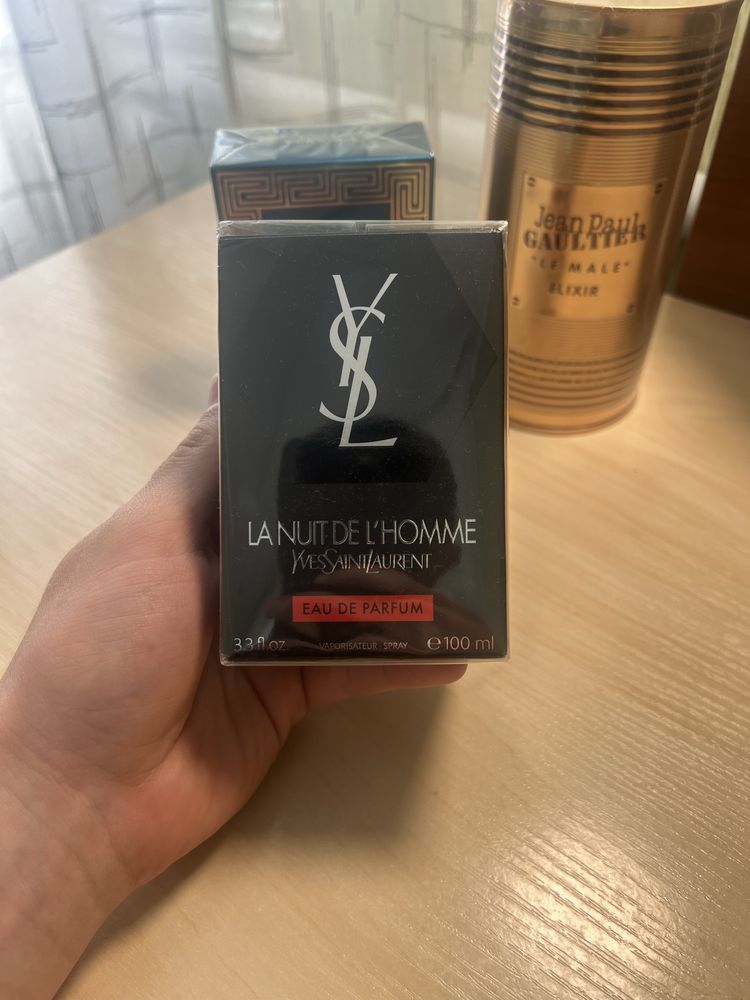 Jean Paul
GAULTIER
"LE MALE"
ELIXIR
YSL
LA NUIT DE L'HOMME
YVESSAINTLAURENT
EAU DE PARFUM
3.3 fl oz
VAPORISATEUR - SPRAY
℮100 ml